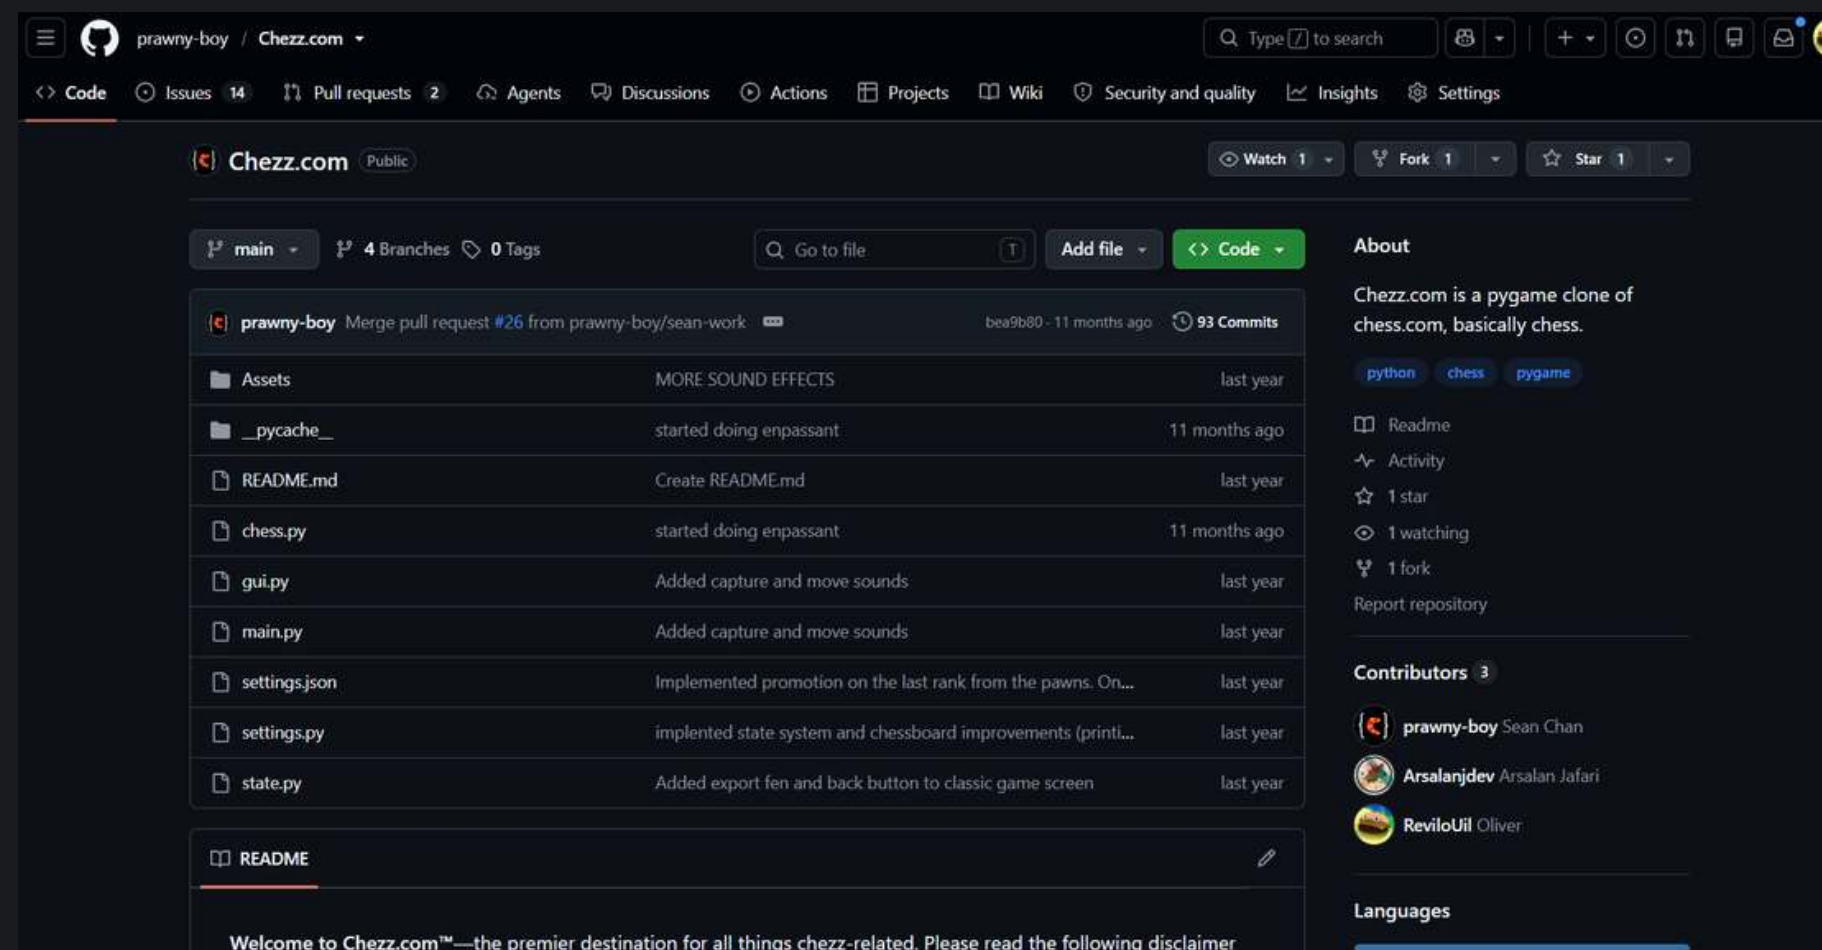 prawny-boy / Chezz.com
Type / to search
Code Issues 14 Pull requests 2 Agents Discussions Actions Projects Wiki Security and quality Insights Settings
Chezz.com Public
Watch 1 Fork 1 Star 1
main 4 Branches 0 Tags Go to file T Add file Code
prawny-boy Merge pull request #26 from prawny-boy/sean-work bea9b80 · 11 months ago 93 Commits
Assets MORE SOUND EFFECTS last year
__pycache__ started doing enpassant 11 months ago
README.md Create README.md last year
chess.py started doing enpassant 11 months ago
gui.py Added capture and move sounds last year
main.py Added capture and move sounds last year
settings.json Implemented promotion on the last rank from the pawns. On... last year
settings.py implented state system and chessboard improvements (printi... last year
state.py Added export fen and back button to classic game screen last year
README
Welcome to Chezz.com™—the premier destination for all things chezz-related. Please read the following disclaimer
About
Chezz.com is a pygame clone of
chess.com, basically chess.
python chess pygame
Readme
Activity
1 star
1 watching
1 fork
Report repository
Contributors 3
prawny-boy Sean Chan
Arsalanjdev Arsalan Jafari
ReviloUil Oliver
Languages